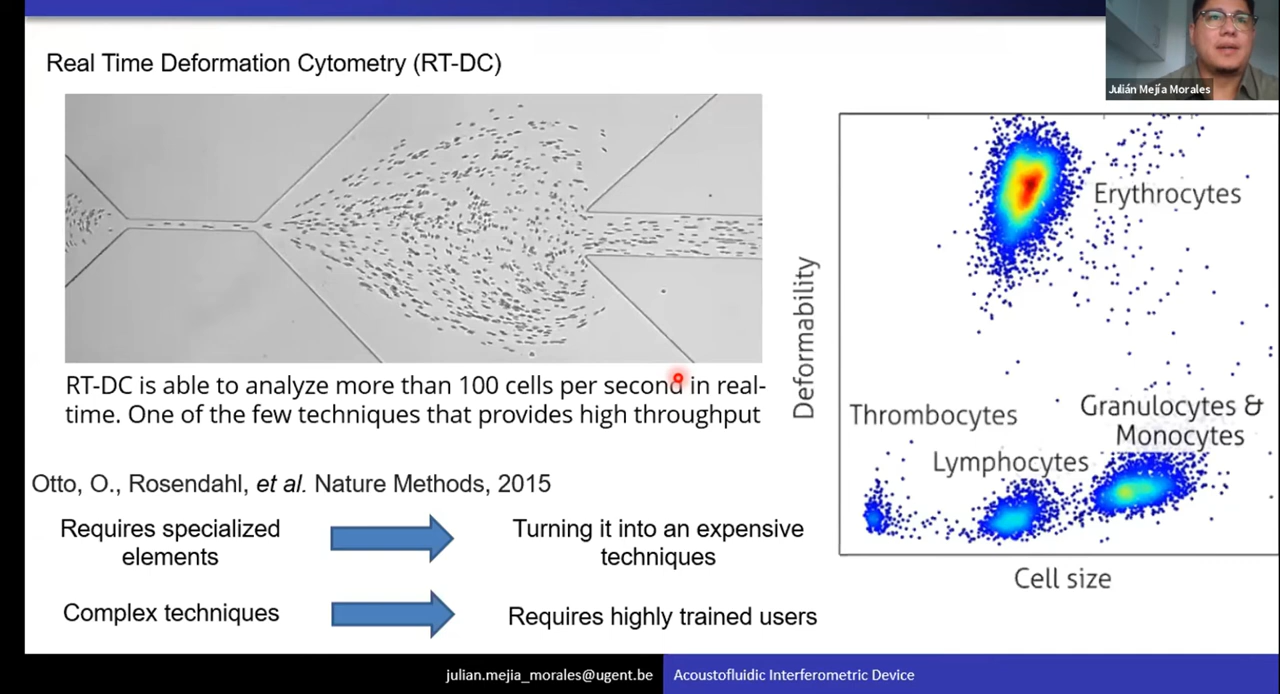 Real Time Deformation Cytometry (RT-DC)
Julián Mejía Morales
RT-DC is able to analyze more than 100 cells per second in real-
time. One of the few techniques that provides high throughput
Otto, O., Rosendahl, et al. Nature Methods, 2015
Requires specialized
elements
Turning it into an expensive
techniques
Complex techniques
Requires highly trained users
Deformability
Erythrocytes
Thrombocytes
Granulocytes &
Monocytes
Lymphocytes
Cell size
julian.mejia_morales@ugent.be
Acoustofluidic Interferometric Device